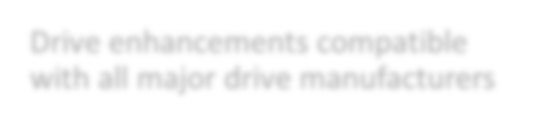 Drive enhancements compatible
with all major drive manufacturers